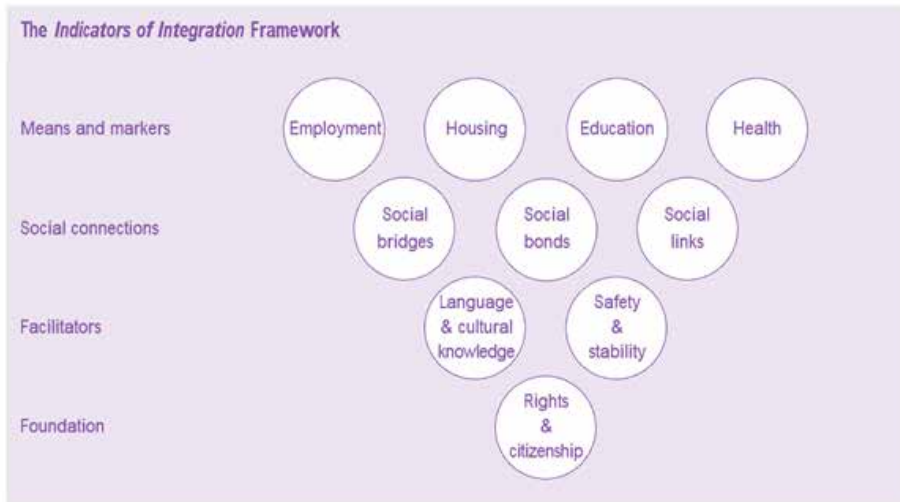 The Indicators of Integration Framework
Means and markers
Employment
Housing
Education
Health
Social connections
Social
bridges
Social
bonds
Social
links
Facilitators
Language
& cultural
knowledge
Safety
&
stability
Foundation
Rights
&
citizenship